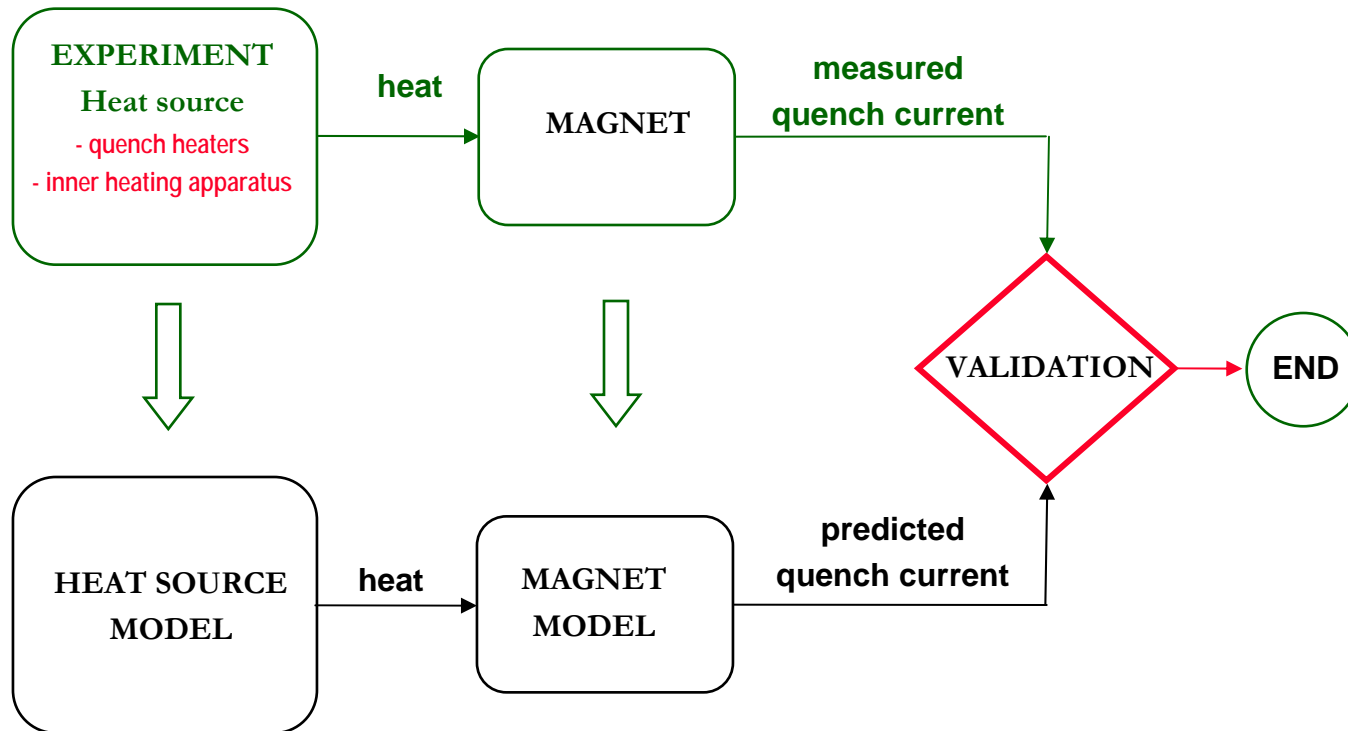 EXPERIMENT
Heat source
- quench heaters
- inner heating apparatus
heat
MAGNET
measured
quench current
VALIDATION
END
HEAT SOURCE
MODEL
heat
MAGNET
MODEL
predicted
quench current